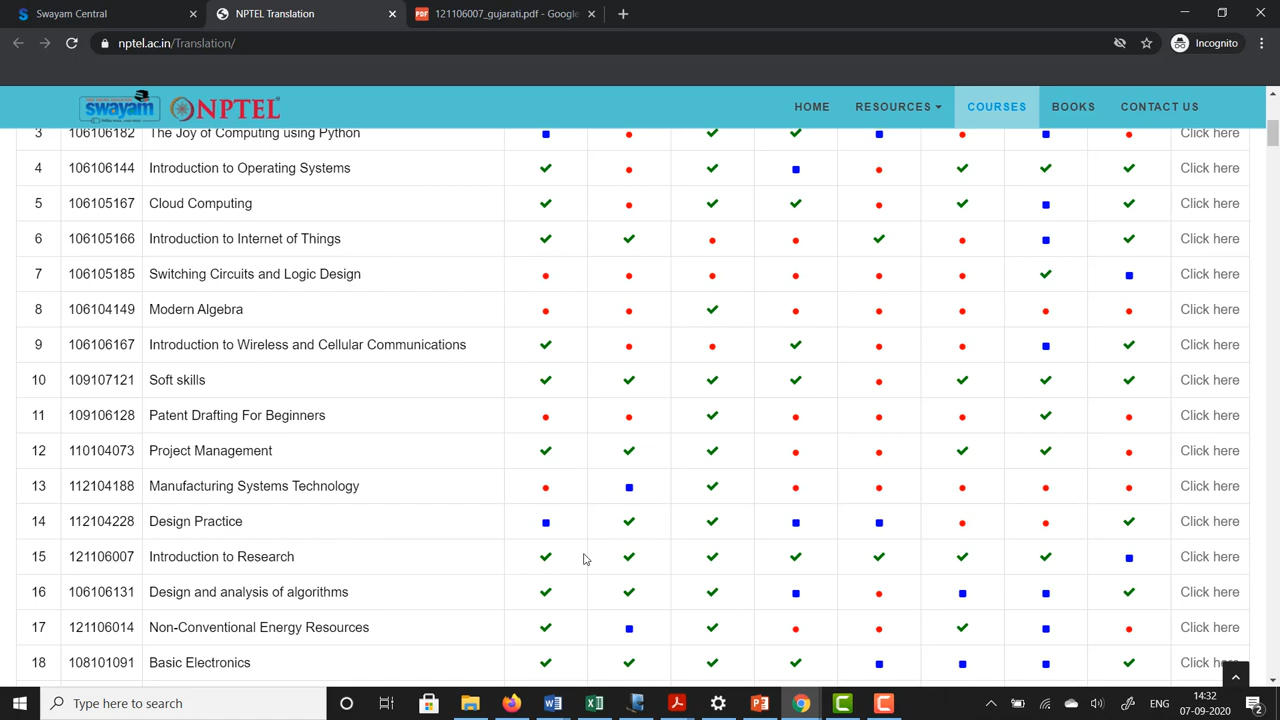 Swayam Central
NPTEL Translation
PDF
121106007_gujarati.pdf - Google
nptel.ac.in/Translation/
Incognito
swayam
NPTEL
HOME
RESOURCES
COURSES
BOOKS
CONTACT US
3 106106182 The Joy of Computing using Python Click here
4 106106144 Introduction to Operating Systems Click here
5 106105167 Cloud Computing Click here
6 106105166 Introduction to Internet of Things Click here
7 106105185 Switching Circuits and Logic Design Click here
8 106104149 Modern Algebra Click here
9 106106167 Introduction to Wireless and Cellular Communications Click here
10 109107121 Soft skills Click here
11 109106128 Patent Drafting For Beginners Click here
12 110104073 Project Management Click here
13 112104188 Manufacturing Systems Technology Click here
14 112104228 Design Practice Click here
15 121106007 Introduction to Research Click here
16 106106131 Design and analysis of algorithms Click here
17 121106014 Non-Conventional Energy Resources Click here
18 108101091 Basic Electronics Click here
Type here to search
ENG
14:32
07-09-2020
2